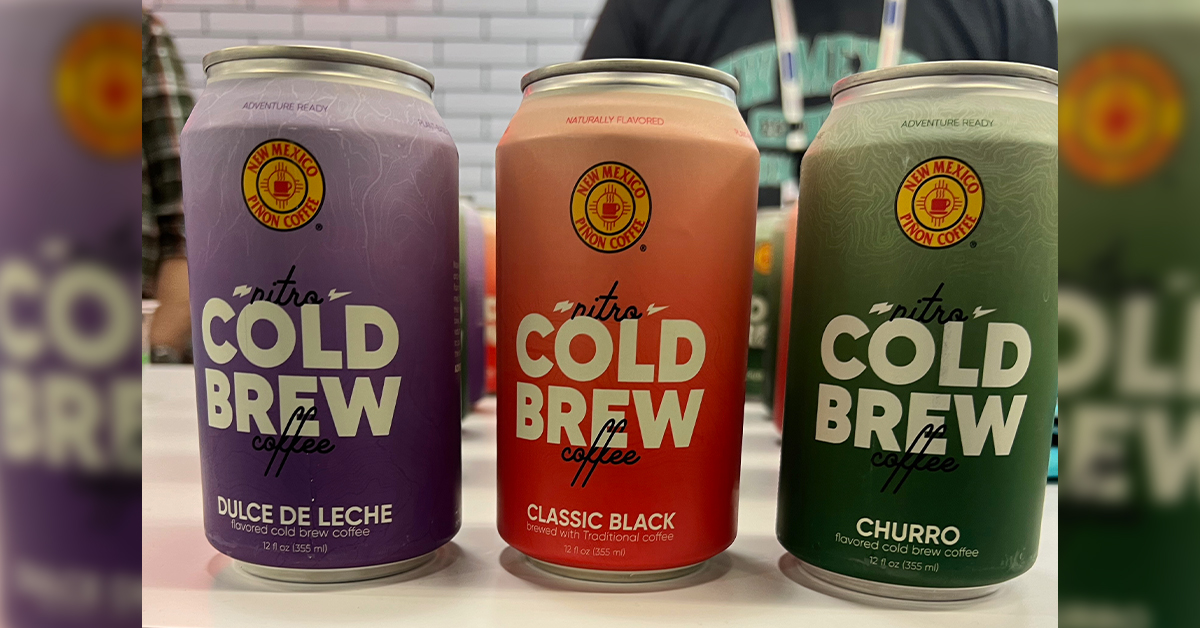 ADVENTURE READY
NEW MEXICO
PIÑON COFFEE
®
nitro
COLD
BREW
coffee
DULCE DE LECHE
flavored cold brew coffee
12 fl oz (355 ml)
NATURALLY FLAVORED
NEW MEXICO
PIÑON COFFEE
®
nitro
COLD
BREW
coffee
CLASSIC BLACK
brewed with Traditional coffee
12 fl oz (355 ml)
ADVENTURE READY
NEW MEXICO
PIÑON COFFEE
®
nitro
COLD
BREW
coffee
CHURRO
flavored cold brew coffee
12 fl oz (355 ml)